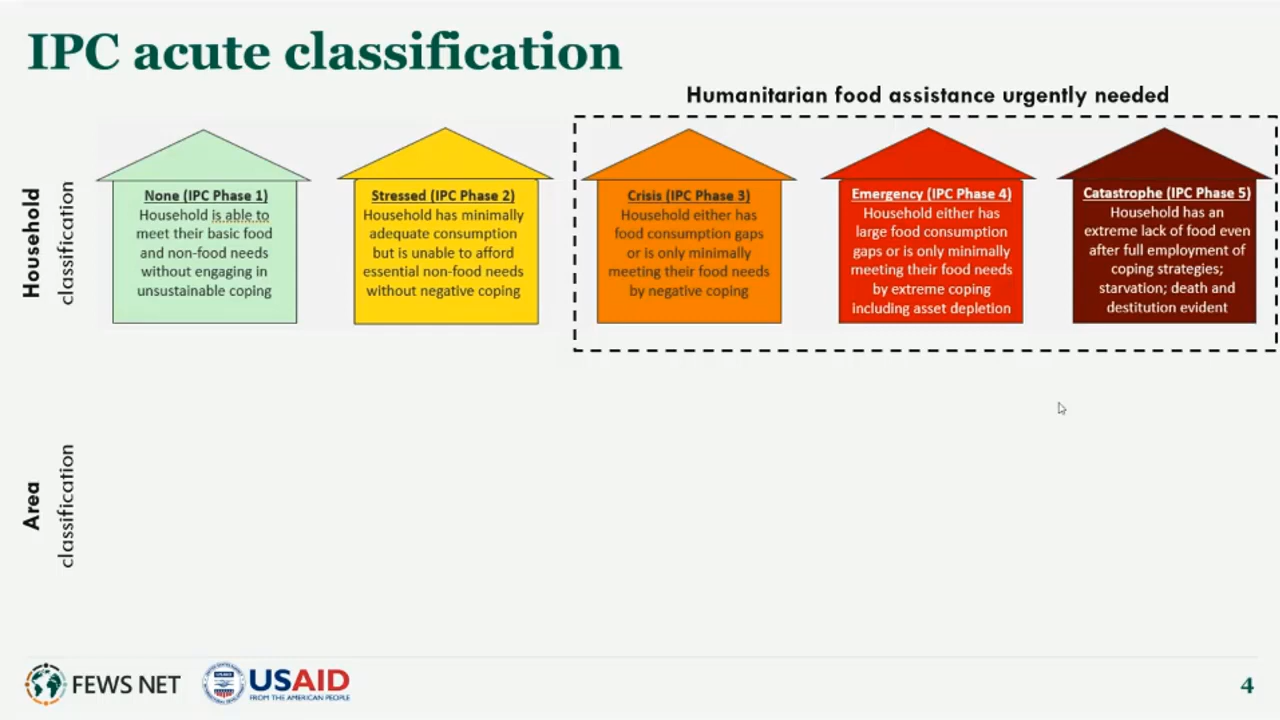 IPC acute classification
Humanitarian food assistance urgently needed
Household
classification
None (IPC Phase 1)
Household is able to
meet their basic food
and non-food needs
without engaging in
unsustainable coping
Stressed (IPC Phase 2)
Household has minimally
adequate consumption
but is unable to afford
essential non-food needs
without negative coping
Crisis (IPC Phase 3)
Household either has
food consumption gaps
or is only minimally
meeting their food needs
by negative coping
Emergency (IPC Phase 4)
Household either has
large food consumption
gaps or is only minimally
meeting their food needs
by extreme coping
including asset depletion
Catastrophe (IPC Phase 5)
Household has an
extreme lack of food even
after full employment of
coping strategies;
starvation; death and
destitution evident
Area
classification
FEWS NET
USAID
FROM THE AMERICAN PEOPLE
4